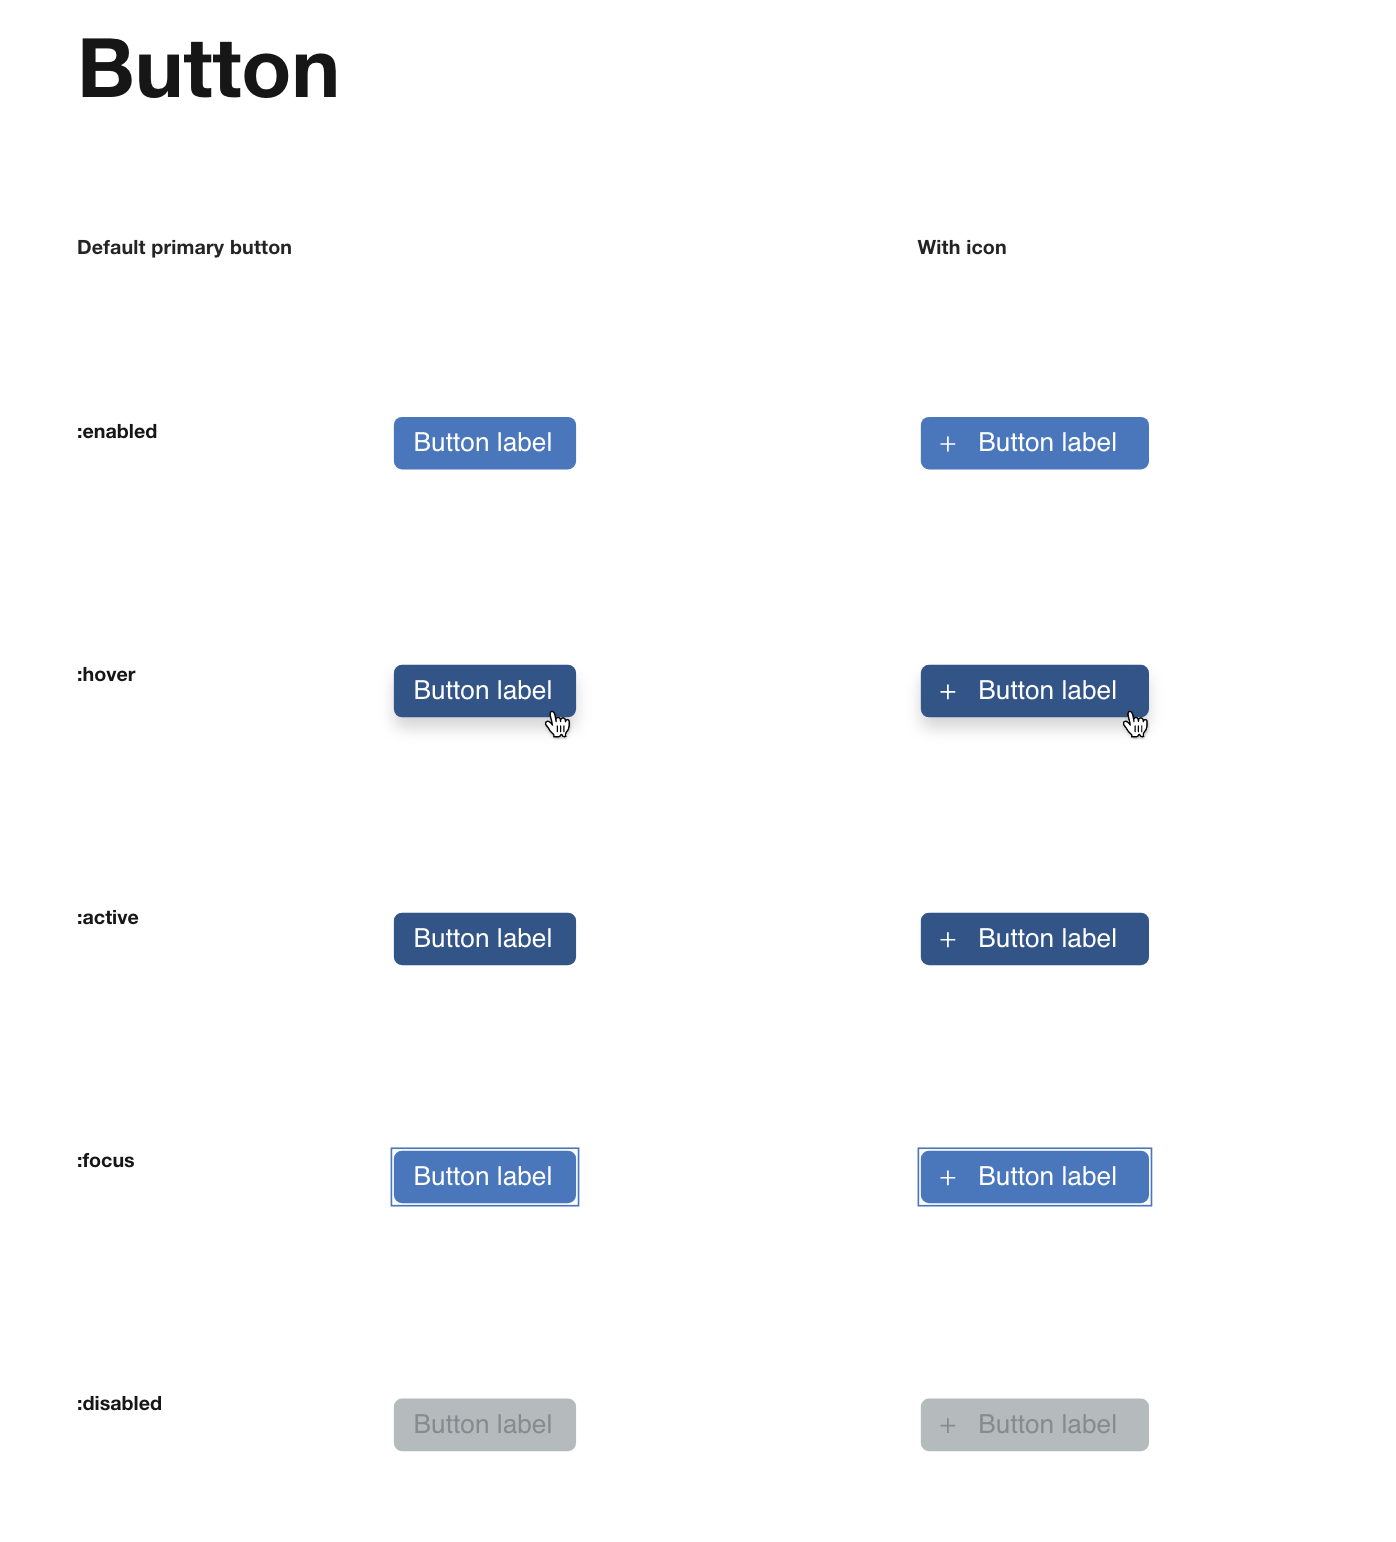 Button
Default primary button With icon
:enabled Button label + Button label
:hover Button label + Button label
:active Button label + Button label
:focus Button label + Button label
:disabled Button label + Button label